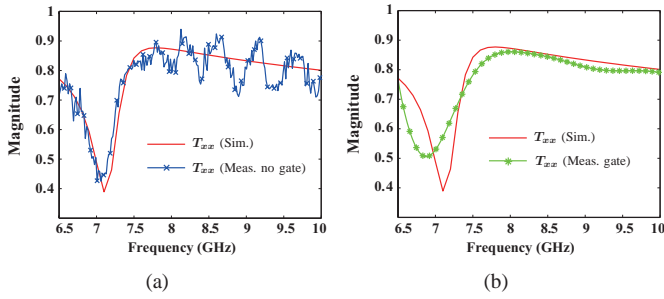 1
0.9
0.8
0.7
0.6
0.5
0.4
Magnitude
T_xx (Sim.)
T_xx (Meas. no gate)
6.5 7 7.5 8 8.5 9 9.5 10
Frequency (GHz)
(a)
1
0.9
0.8
0.7
0.6
0.5
0.4
Magnitude
T_xx (Sim.)
T_xx (Meas. gate)
6.5 7 7.5 8 8.5 9 9.5 10
Frequency (GHz)
(b)